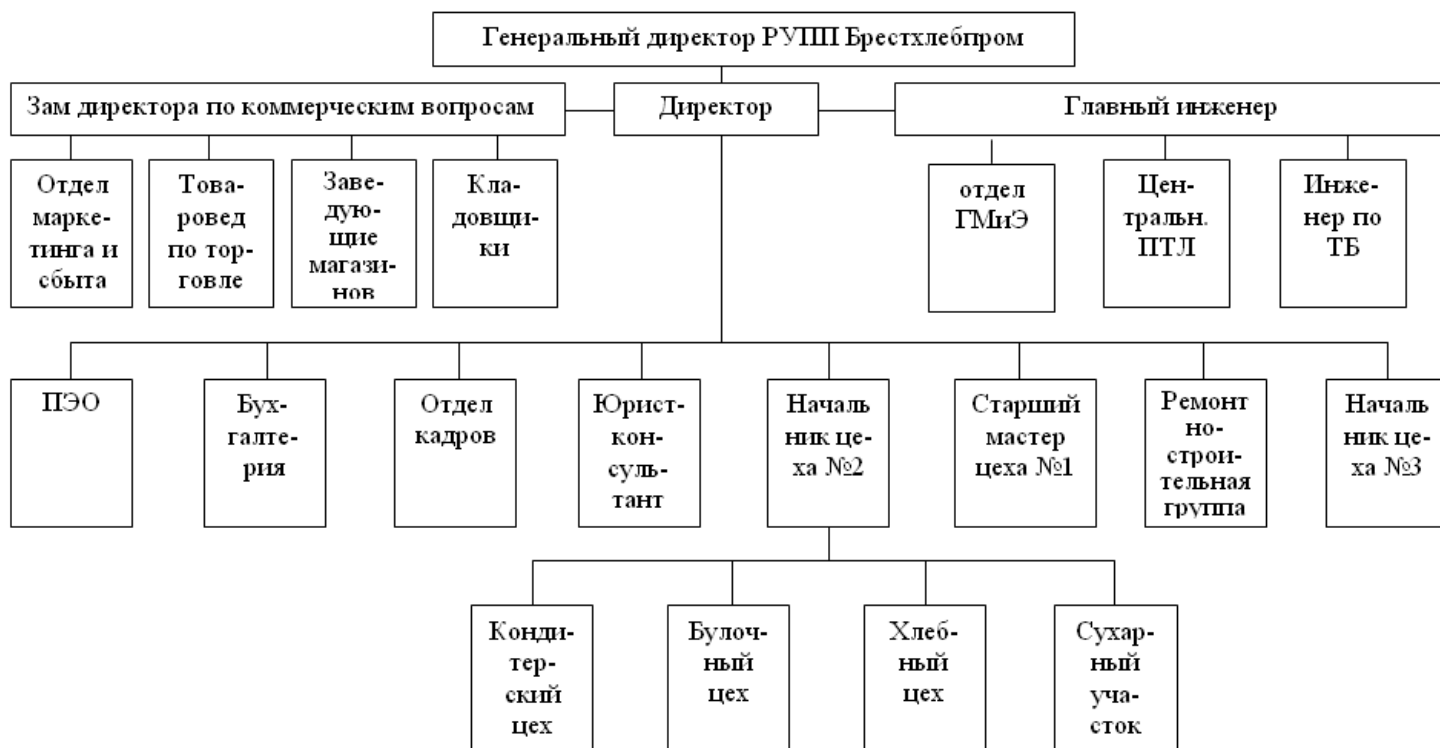 Генеральный директор РУПП Брестхлебпром
Зам директора по коммерческим вопросам
Директор
Главный инженер
Отдел
марке-
тинга и
сбыта
Това-
ровед
по тор-
говле
Заве-
дую-
щие
магази-
нов
Кла-
довщи-
ки
отдел
ГМиЭ
Цен-
тральн.
ПТЛ
Инже-
нер по
ТБ
ПЭО
Бух-
галте-
рия
Отдел
кадров
Юрист-
кон-
суль-
тант
Началь
ник це-
ха №2
Старший
мастер
цеха №1
Ремонт
но-
строи-
тельная
группа
Началь
ник це-
ха №3
Конди-
тер-
ский
цех
Булоч-
ный
цех
Хлеб-
ный
цех
Сухар-
ный
уча-
сток